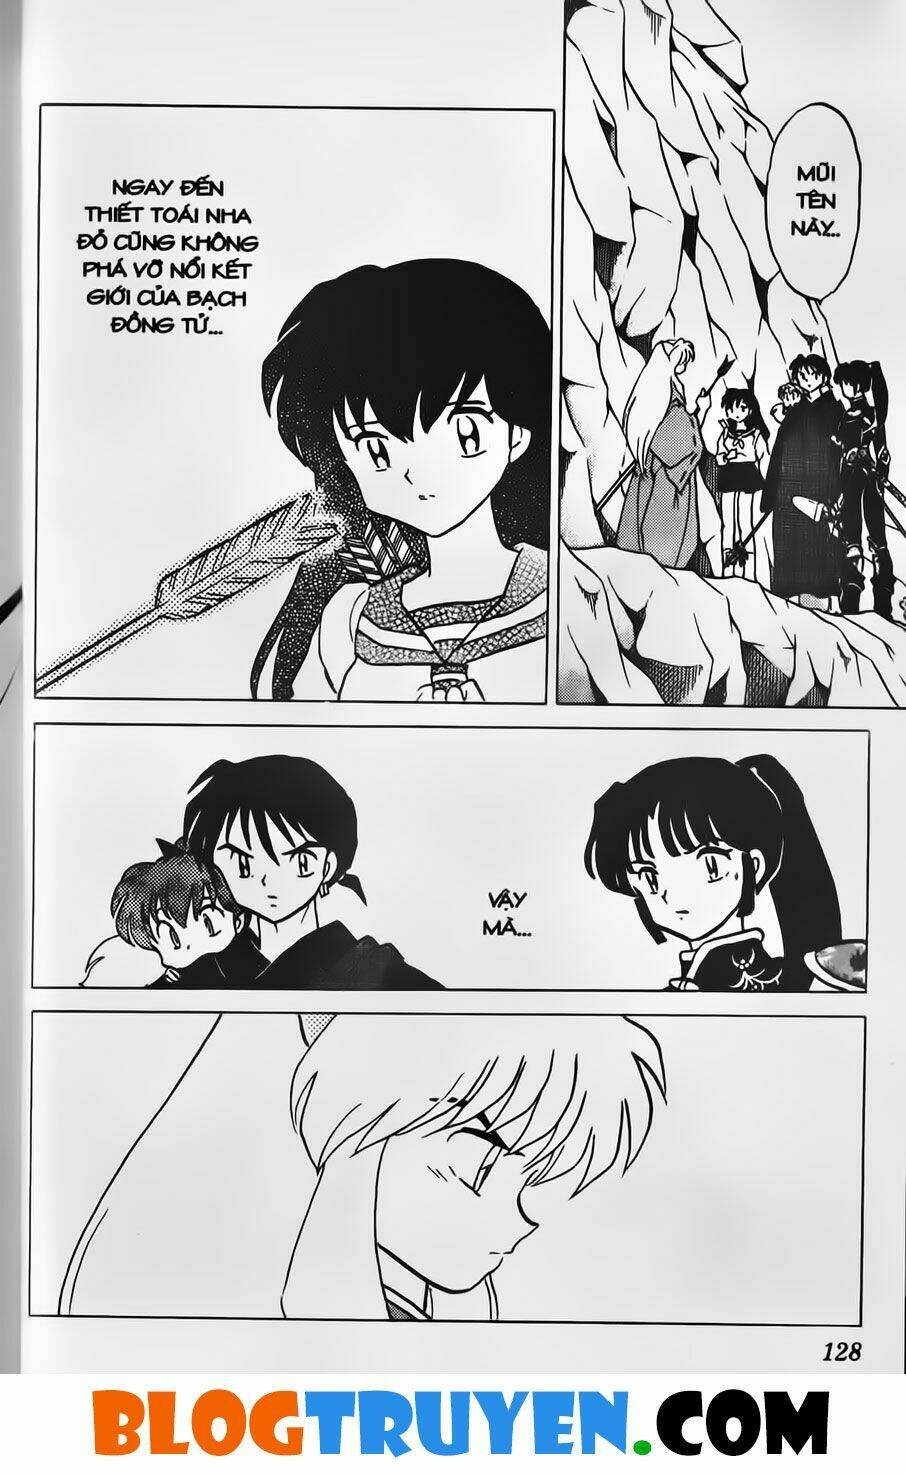 MŨI
TÊN
NÀY...
NGAY ĐẾN
THIẾT TOÁI NHA
ĐỎ CŨNG KHÔNG
PHÁ VỠ NỔI KẾT
GIỚI CỦA BẠCH
ĐỒNG TỬ...
VẬY
MÀ...
128
BLOGTRUYEN.COM